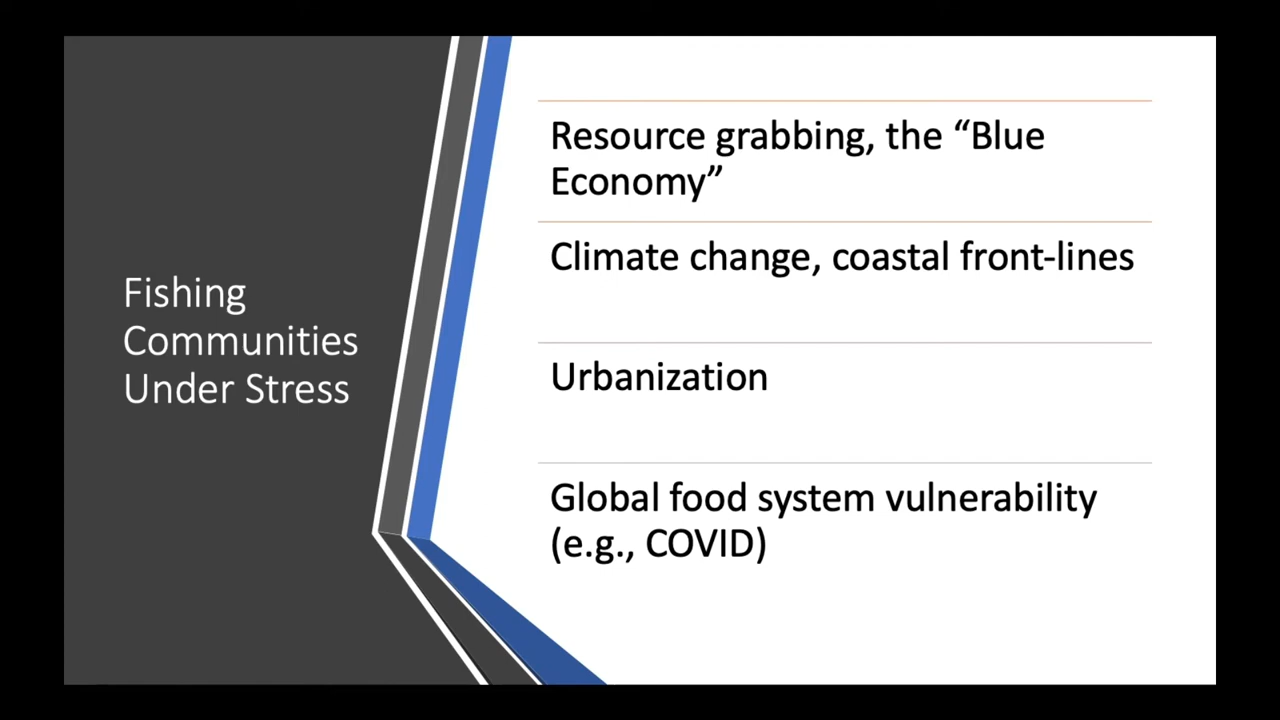 Fishing
Communities
Under Stress
Resource grabbing, the “Blue
Economy”
Climate change, coastal front-lines
Urbanization
Global food system vulnerability
(e.g., COVID)